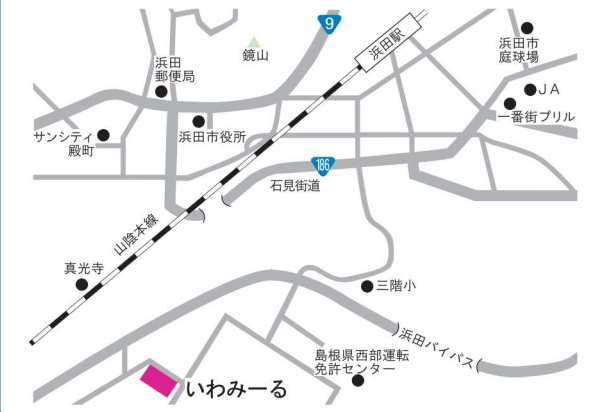 9
浜田駅
浜田市
庭球場
浜田
郵便局
鏡山
JA
一番街プリル
サンシティ
殿町
浜田市役所
186
石見街道
山陰本線
真光寺
三階小
浜田バイパス
島根県西部運転
免許センター
いわみーる